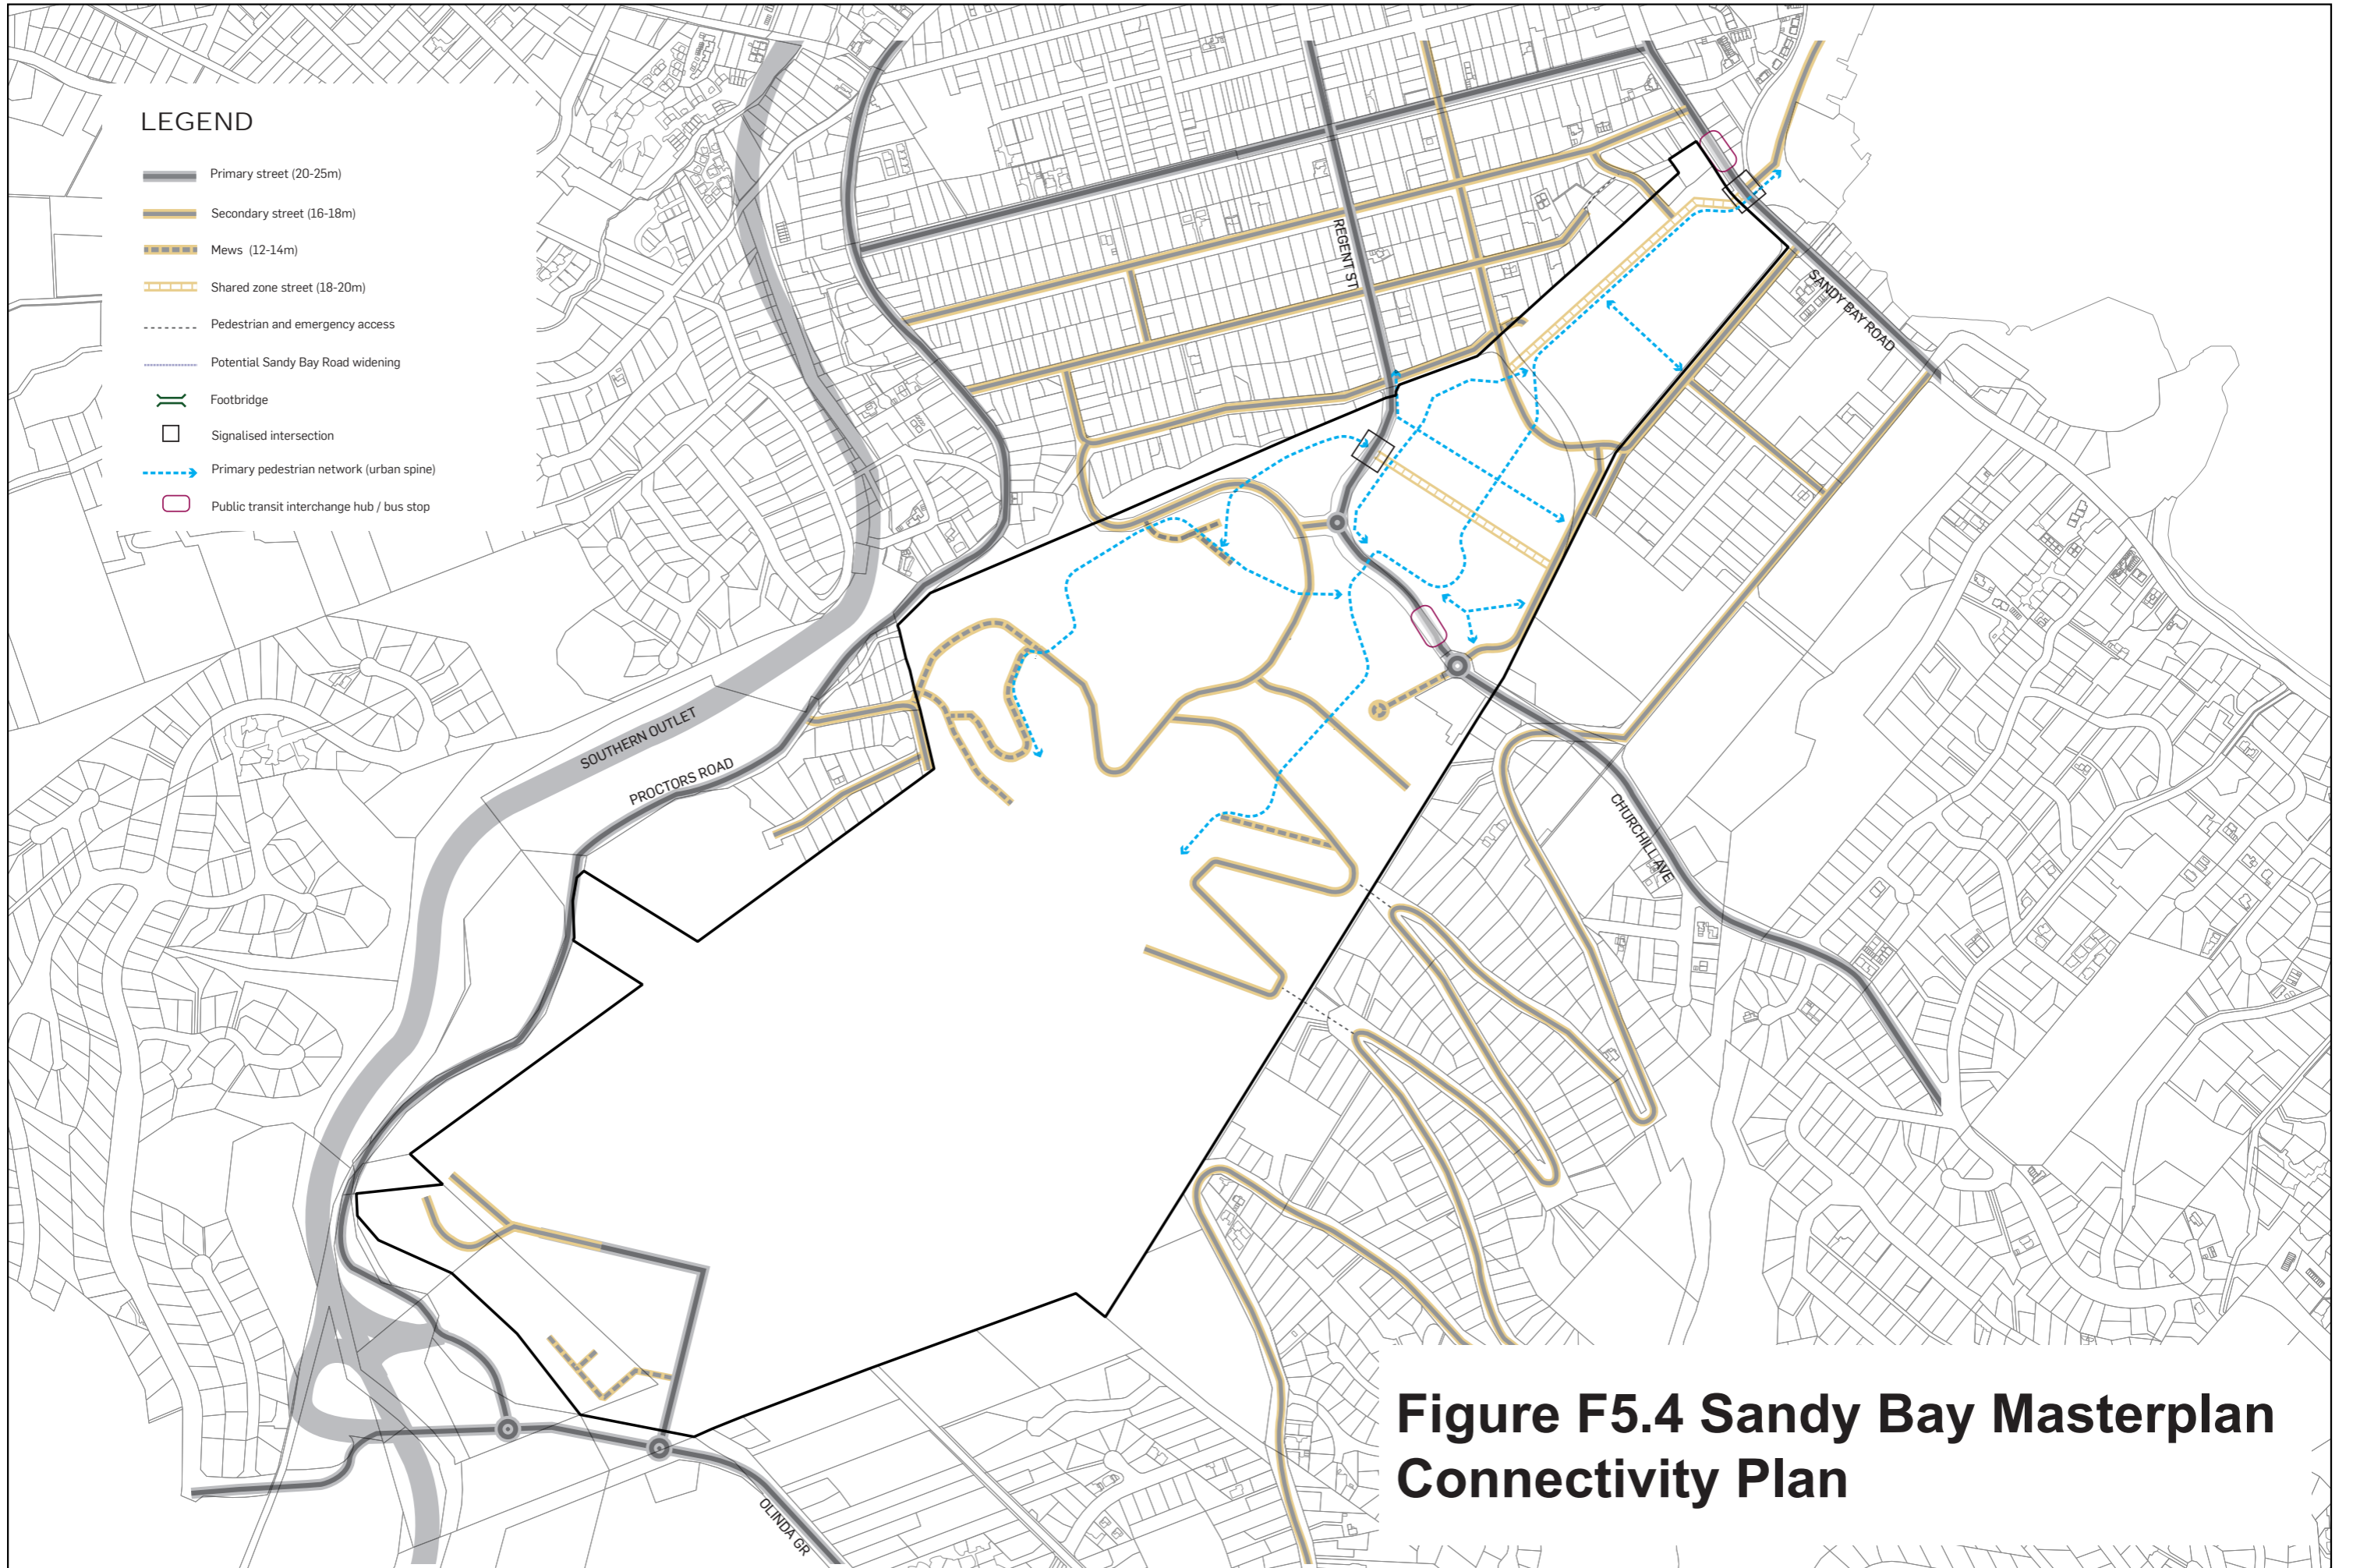 LEGEND
Primary street (20-25m)
Secondary street (16-18m)
Mews (12-14m)
Shared zone street (18-20m)
Pedestrian and emergency access
Potential Sandy Bay Road widening
Footbridge
Signalised intersection
Primary pedestrian network (urban spine)
Public transit interchange hub / bus stop
REGENT ST
SANDY BAY ROAD
SOUTHERN OUTLET
PROCTORS ROAD
CHURCHILL AVE
OLINDA GR
Figure F5.4 Sandy Bay Masterplan
Connectivity Plan